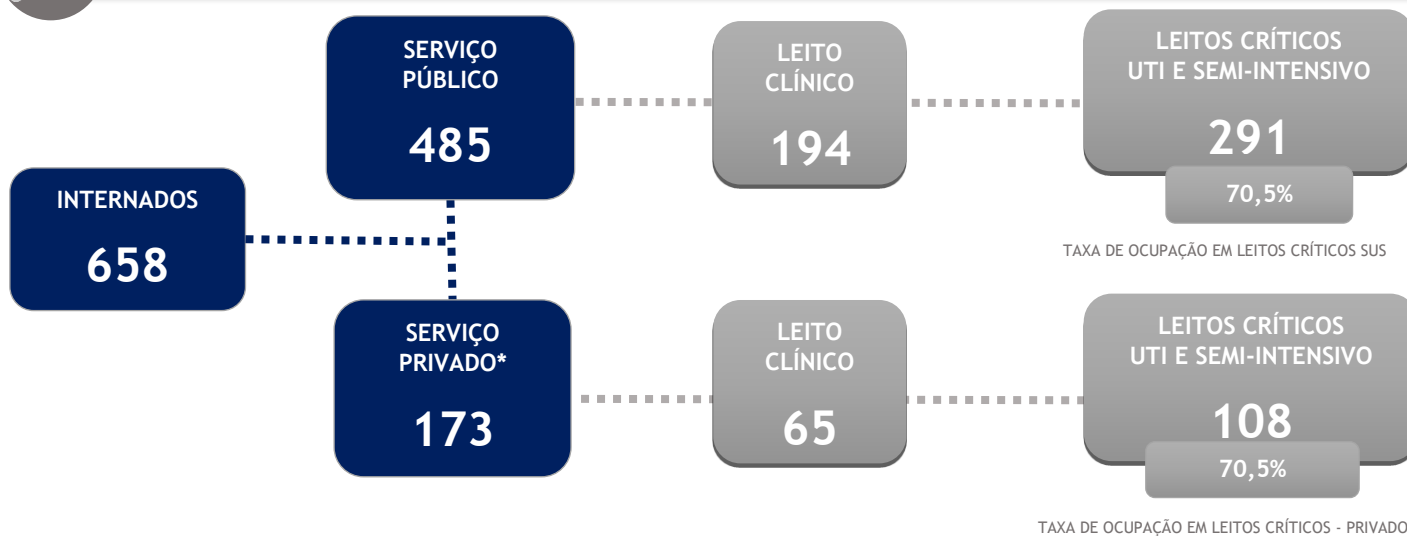 INTERNADOS
658
SERVIÇO
PÚBLICO
485
LEITO
CLÍNICO
194
LEITOS CRÍTICOS
UTI E SEMI-INTENSIVO
291
70,5%
TAXA DE OCUPAÇÃO EM LEITOS CRÍTICOS SUS
SERVIÇO
PRIVADO*
173
LEITO
CLÍNICO
65
LEITOS CRÍTICOS
UTI E SEMI-INTENSIVO
108
70,5%
TAXA DE OCUPAÇÃO EM LEITOS CRÍTICOS - PRIVADO